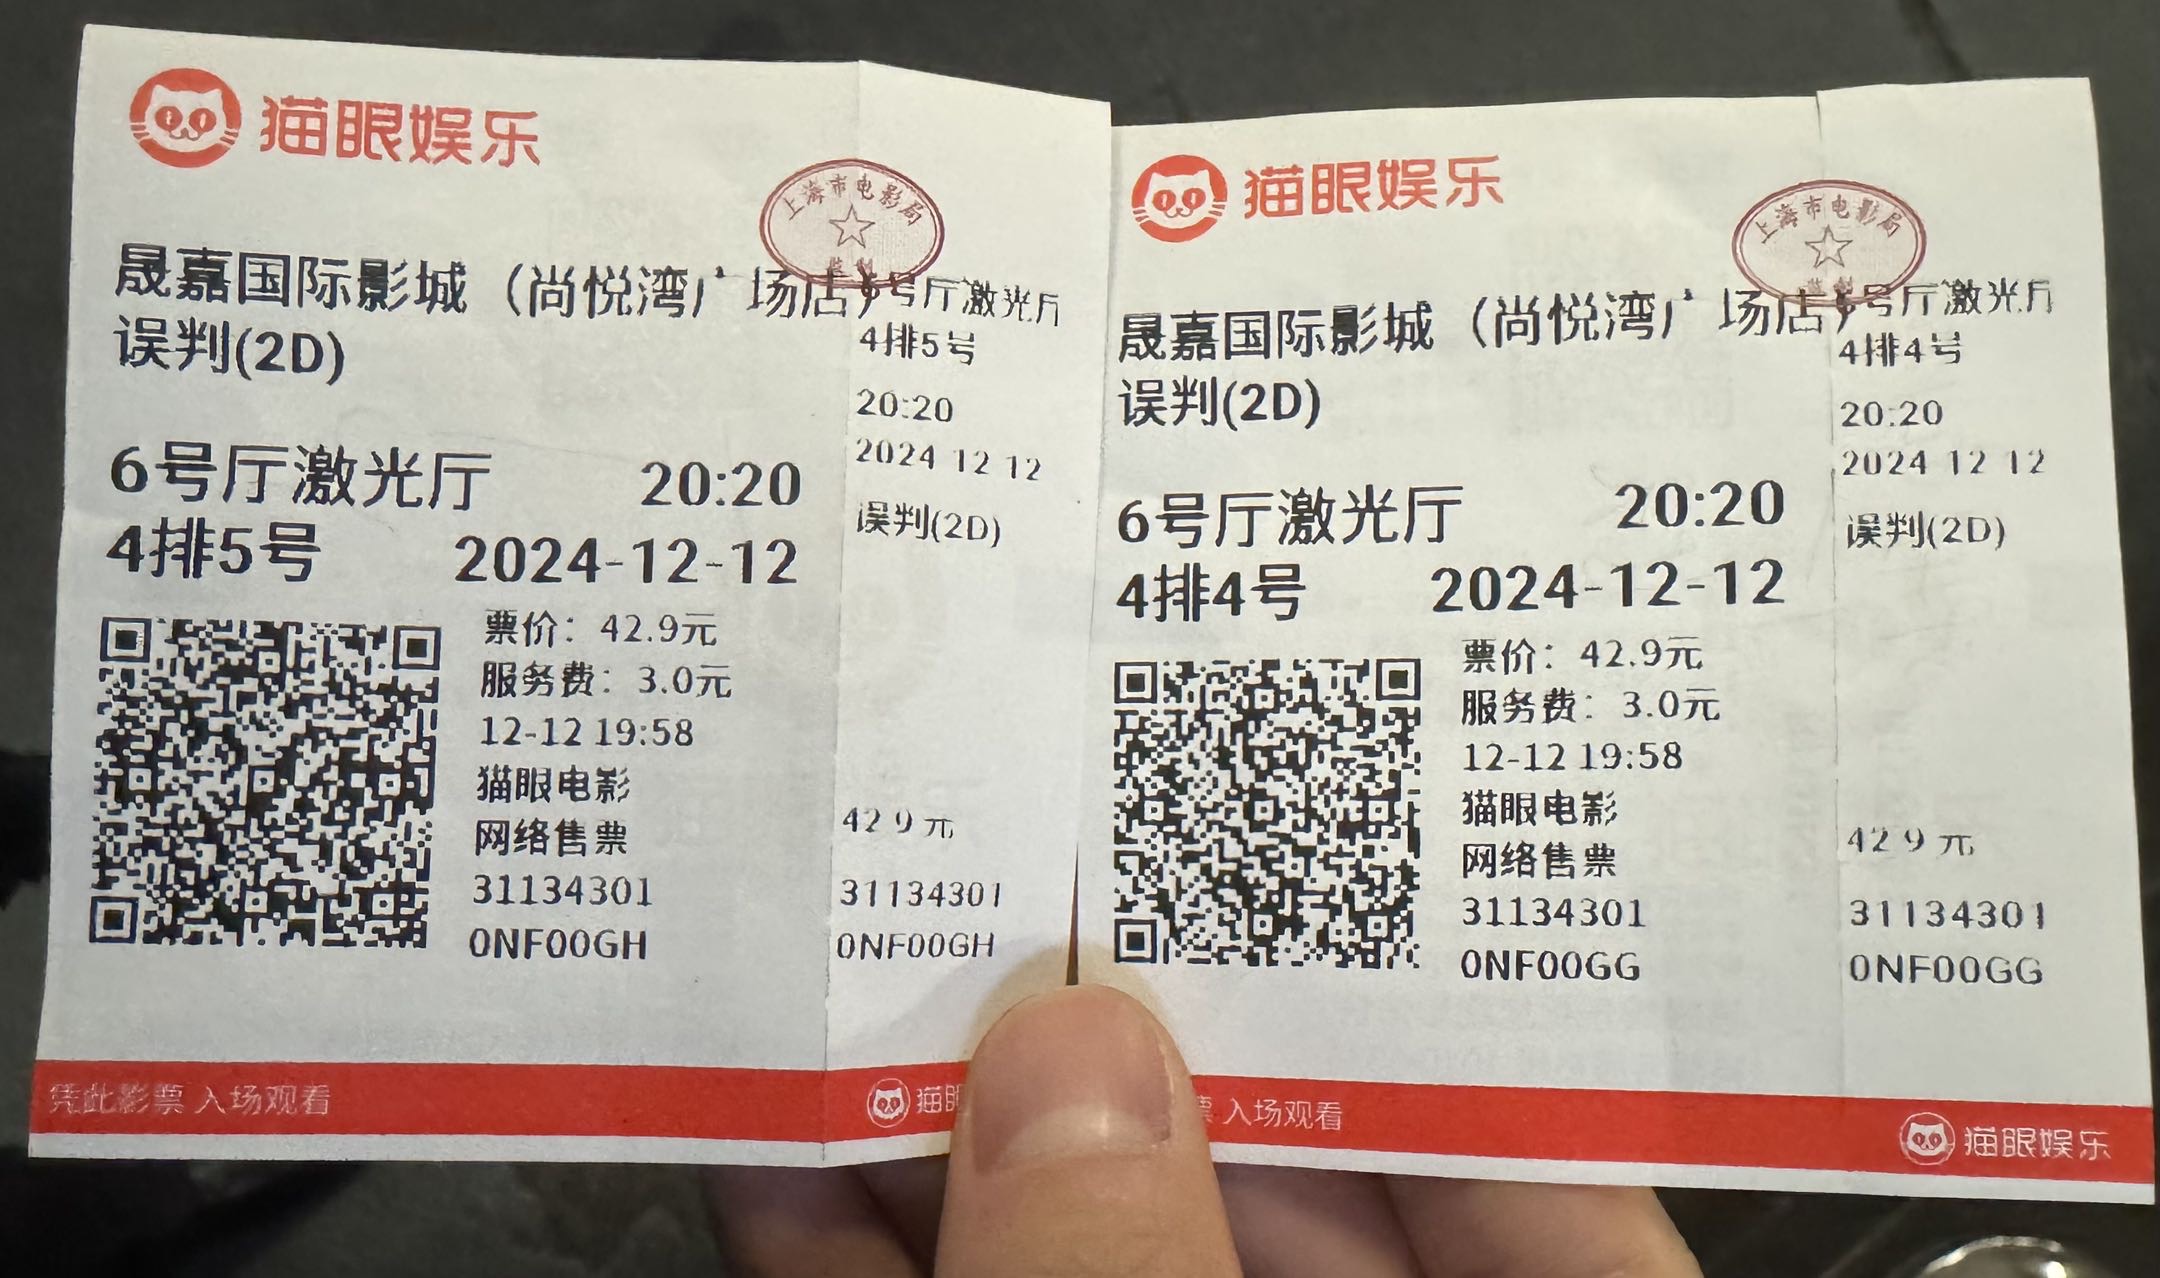 猫眼娱乐
上海市电影局
监制
晟嘉国际影城（尚悦湾广场店）
误判(2D)
6号厅激光厅 20:20
4排5号 2024-12-12
票价：42.9元
服务费：3.0元
12-12 19:58
猫眼电影
网络售票
31134301
0NF00GH
号厅激光厅
4排5号
20:20
2024 12 12
误判(2D)
42 9 元
31134301
0NF00GH
凭此影票 入场观看
猫眼
猫眼娱乐
上海市电影局
监制
晟嘉国际影城（尚悦湾广场店）
误判(2D)
6号厅激光厅 20:20
4排4号 2024-12-12
票价：42.9元
服务费：3.0元
12-12 19:58
猫眼电影
网络售票
31134301
0NF00GG
号厅激光厅
4排4号
20:20
2024 12 12
误判(2D)
42 9 元
31134301
0NF00GG
票 入场观看
猫眼娱乐